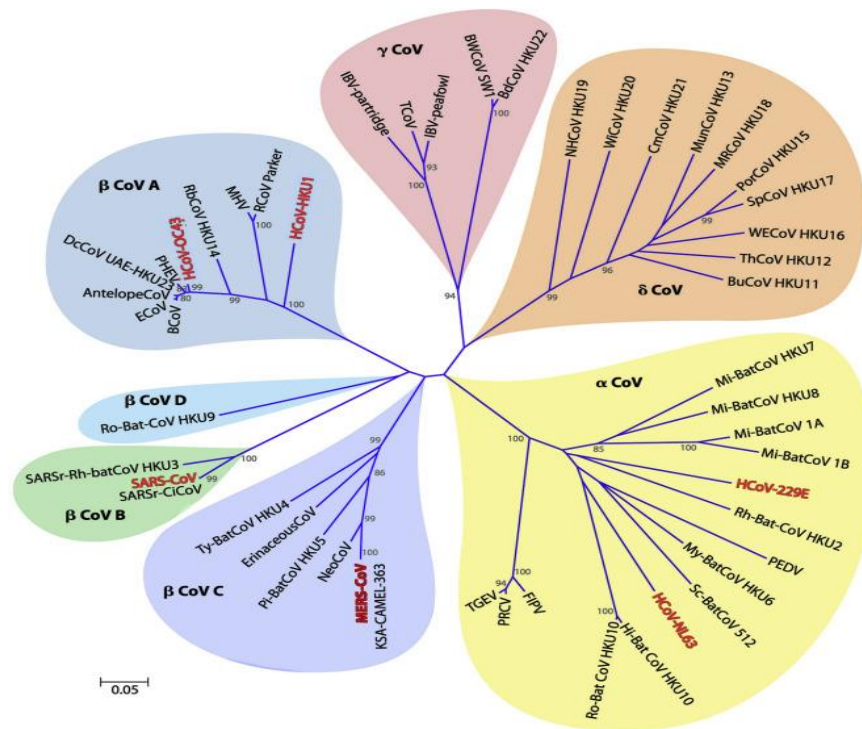 γ CoV
IBV-partridge
TCoV
IBV-peafowl
BWCoV SW1
BdCoV HKU22
93
100
100
94
NHCoV HKU19
WiCoV HKU20
CmCoV HKU21
MunCoV HKU13
MRCoV HKU18
PorCoV HKU15
SpCoV HKU17
WECoV HKU16
ThCoV HKU12
BuCoV HKU11
99
96
99
δ CoV
β CoV A
DcCoV UAE-HKU23
PHEV
HCoV-OC43
RbCoV HKU14
MHV
RCoV Parker
HCoV-HKU1
AntelopeCoV
ECoV
BCoV
99
80
99
100
100
β CoV D
Ro-Bat-CoV HKU9
SARSr-Rh-batCoV HKU3
SARS-CoV
SARSr-CiCoV
100
99
β CoV B
Ty-BatCoV HKU4
ErinaceousCoV
Pi-BatCoV HKU5
NeoCoV
MERS-CoV
KSA-CAMEL-363
99
86
99
100
β CoV C
α CoV
Mi-BatCoV HKU7
Mi-BatCoV HKU8
Mi-BatCoV 1A
Mi-BatCoV 1B
HCoV-229E
Rh-Bat-CoV HKU2
PEDV
My-BatCoV HKU6
Sc-BatCoV 512
HCoV-NL63
Hi-Bat CoV HKU10
Ro-Bat CoV HKU10
TGEV
PRCV
FIPV
100
85
100
100
94
100
0.05